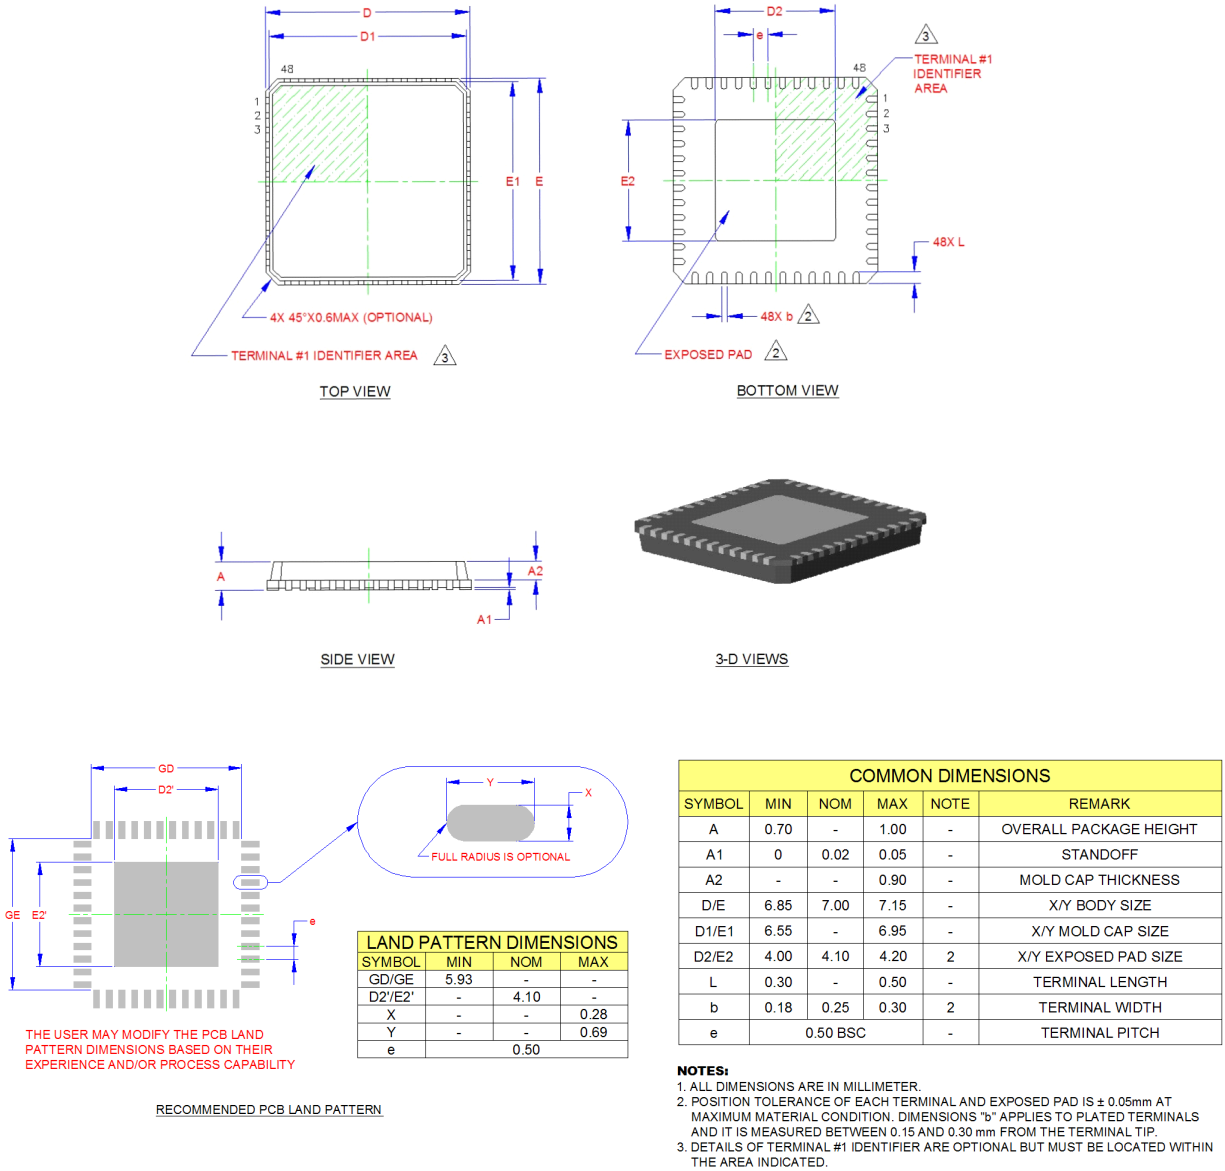 D
D1
48
1
2
3
E1
E
4X 45°X0.6MAX (OPTIONAL)
TERMINAL #1 IDENTIFIER AREA 3
TOP VIEW
D2
e
3
TERMINAL #1
IDENTIFIER
AREA
48
1
2
3
E2
48X L
48X b 2
EXPOSED PAD 2
BOTTOM VIEW
A
A2
A1
SIDE VIEW
3-D VIEWS
GD
D2'
GE
E2'
e
Y
X
FULL RADIUS IS OPTIONAL
LAND PATTERN DIMENSIONS
SYMBOL MIN NOM MAX
GD/GE 5.93 - -
D2'/E2' - 4.10 -
X - - 0.28
Y - - 0.69
e 0.50
THE USER MAY MODIFY THE PCB LAND
PATTERN DIMENSIONS BASED ON THEIR
EXPERIENCE AND/OR PROCESS CAPABILITY
RECOMMENDED PCB LAND PATTERN
COMMON DIMENSIONS
SYMBOL MIN NOM MAX NOTE REMARK
A 0.70 - 1.00 - OVERALL PACKAGE HEIGHT
A1 0 0.02 0.05 - STANDOFF
A2 - - 0.90 - MOLD CAP THICKNESS
D/E 6.85 7.00 7.15 - X/Y BODY SIZE
D1/E1 6.55 - 6.95 - X/Y MOLD CAP SIZE
D2/E2 4.00 4.10 4.20 2 X/Y EXPOSED PAD SIZE
L 0.30 - 0.50 - TERMINAL LENGTH
b 0.18 0.25 0.30 2 TERMINAL WIDTH
e 0.50 BSC - TERMINAL PITCH
NOTES:
1. ALL DIMENSIONS ARE IN MILLIMETER.
2. POSITION TOLERANCE OF EACH TERMINAL AND EXPOSED PAD IS ± 0.05mm AT
MAXIMUM MATERIAL CONDITION. DIMENSIONS "b" APPLIES TO PLATED TERMINALS
AND IT IS MEASURED BETWEEN 0.15 AND 0.30 mm FROM THE TERMINAL TIP.
3. DETAILS OF TERMINAL #1 IDENTIFIER ARE OPTIONAL BUT MUST BE LOCATED WITHIN
THE AREA INDICATED.